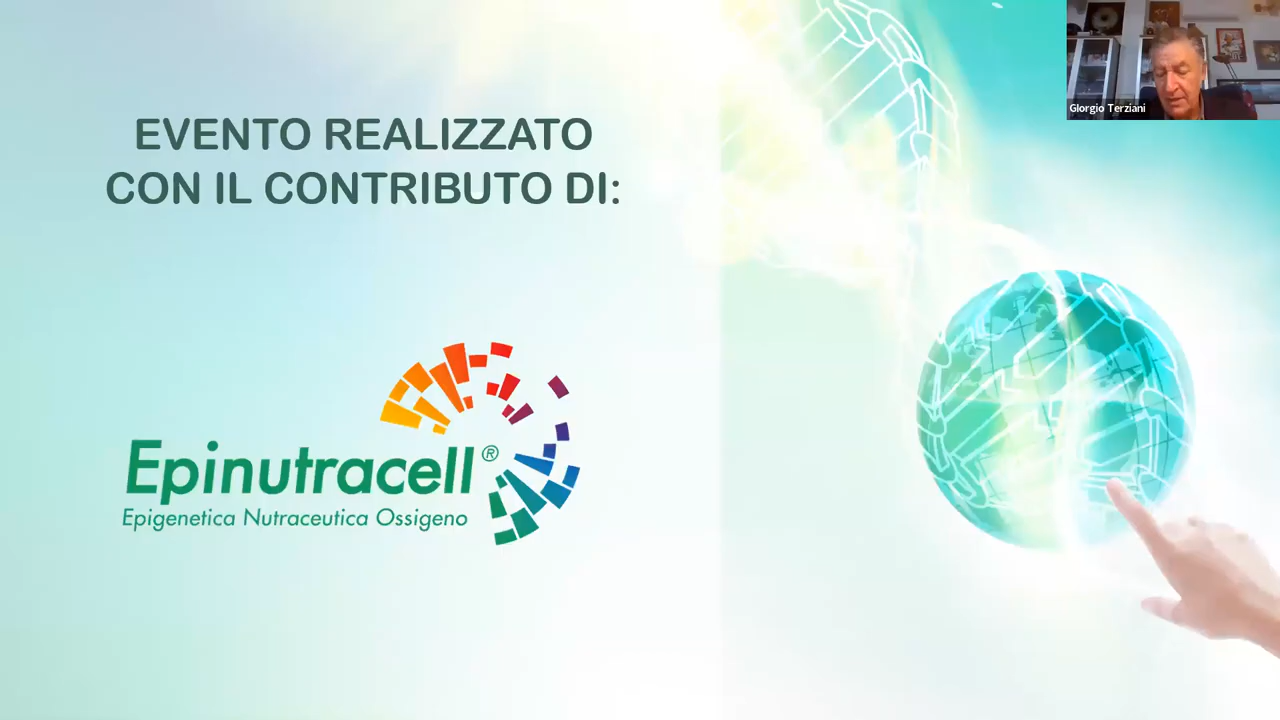 EVENTO REALIZZATO
CON IL CONTRIBUTO DI:
Epinutracell®
Epigenetica Nutraceutica Ossigeno
GIorgio Terziani